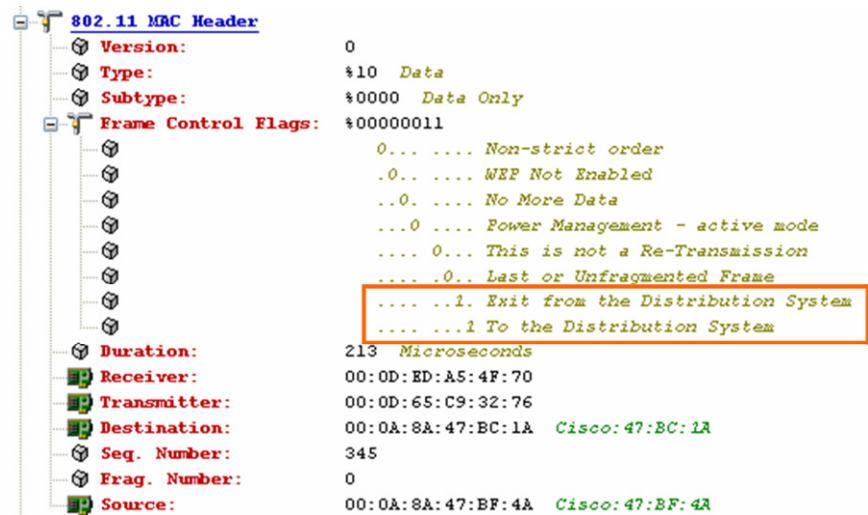 802.11 MAC Header
Version: 0
Type: %10 Data
Subtype: %0000 Data Only
Frame Control Flags: %00000011
0... .... Non-strict order
.0.. .... WEP Not Enabled
..0. .... No More Data
...0 .... Power Management - active mode
.... 0... This is not a Re-Transmission
.... .0.. Last or Unfragmented Frame
.... ..1. Exit from the Distribution System
.... ...1 To the Distribution System
Duration: 213 Microseconds
Receiver: 00:0D:ED:A5:4F:70
Transmitter: 00:0D:65:C9:32:76
Destination: 00:0A:8A:47:BC:1A Cisco:47:BC:1A
Seq. Number: 345
Frag. Number: 0
Source: 00:0A:8A:47:BF:4A Cisco:47:BF:4A